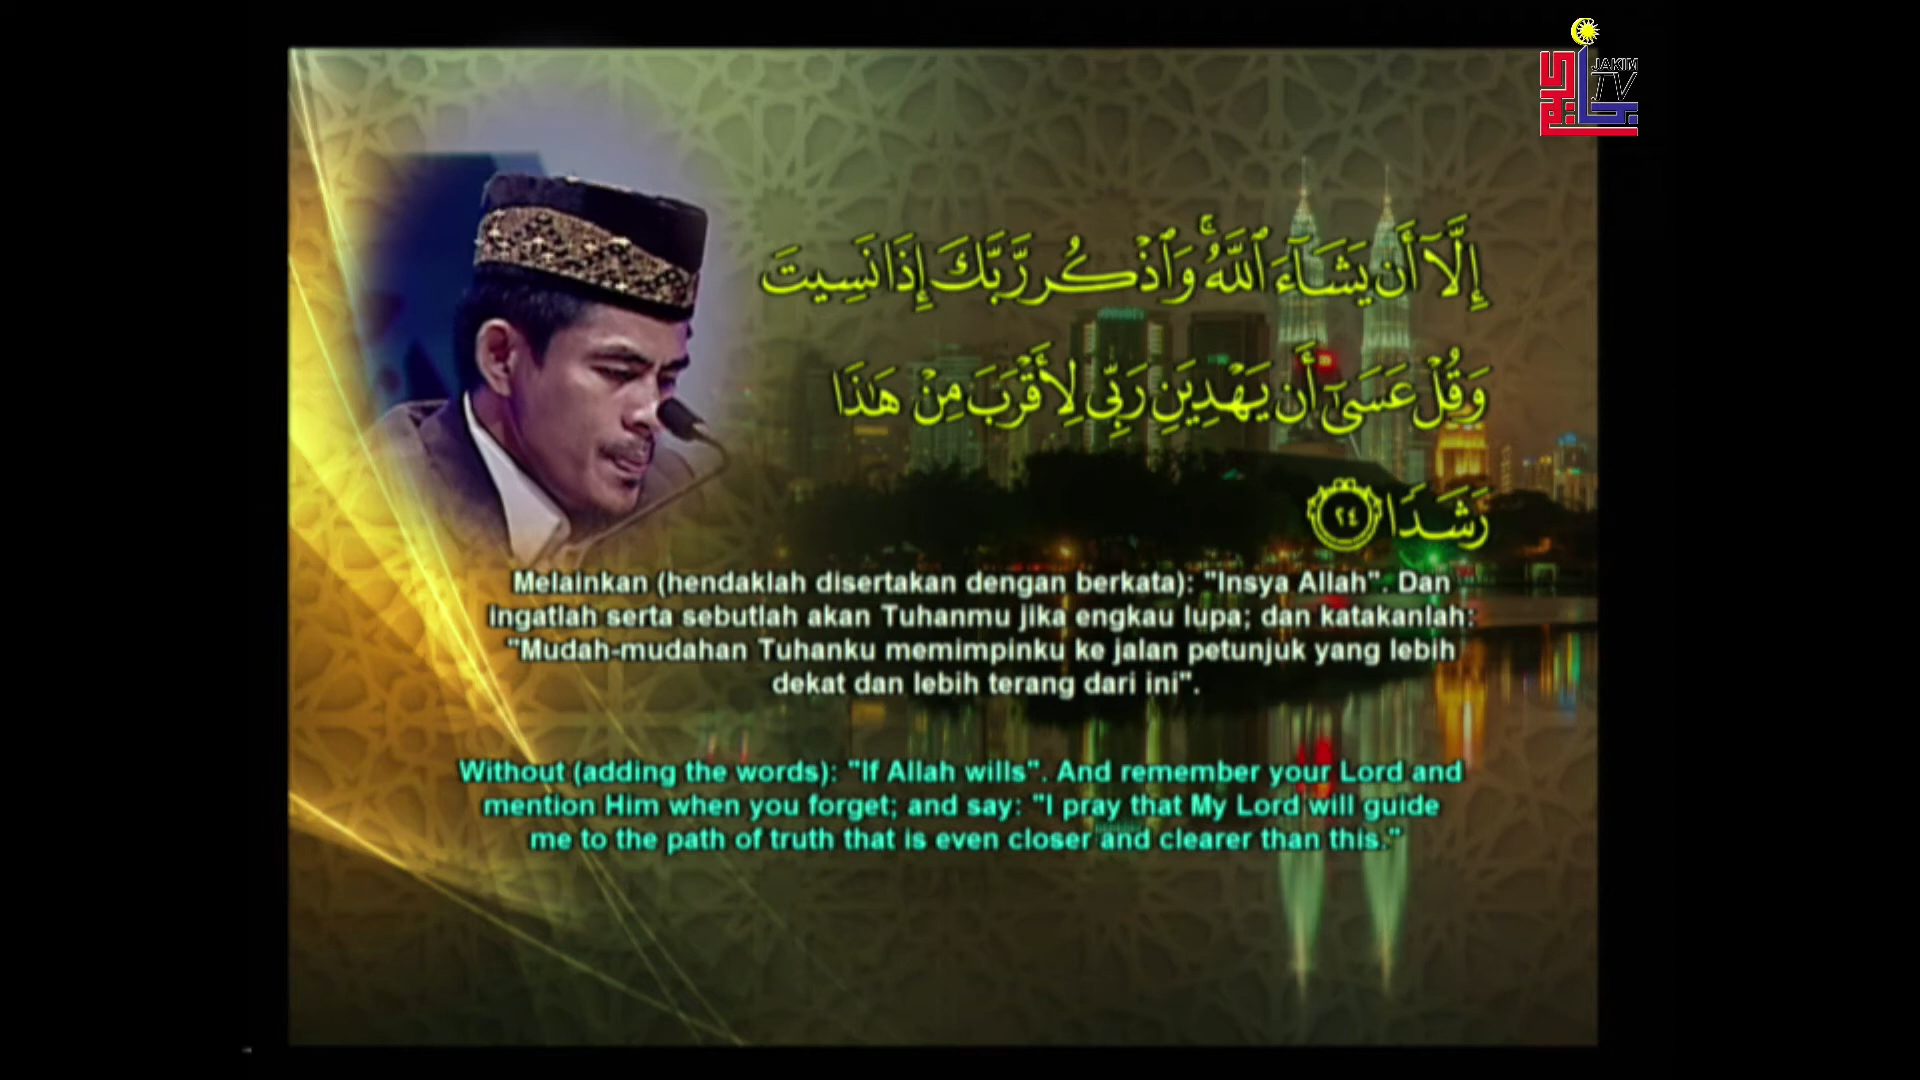 JAKIM
TV
إِلَّآ أَن يَشَآءَ ٱللَّهُ ۚ وَٱذْكُر رَّبَّكَ إِذَا نَسِيتَ
وَقُلْ عَسَىٰٓ أَن يَهْدِيَنِ رَبِّى لِأَقْرَبَ مِنْ هَـٰذَا
رَشَدًا ٢٤
Melainkan (hendaklah disertakan dengan berkata): "Insya Allah". Dan
ingatlah serta sebutlah akan Tuhanmu jika engkau lupa; dan katakanlah:
"Mudah-mudahan Tuhanku memimpinku ke jalan petunjuk yang lebih
dekat dan lebih terang dari ini".
Without (adding the words): "If Allah wills". And remember your Lord and
mention Him when you forget; and say: "I pray that My Lord will guide
me to the path of truth that is even closer and clearer than this."